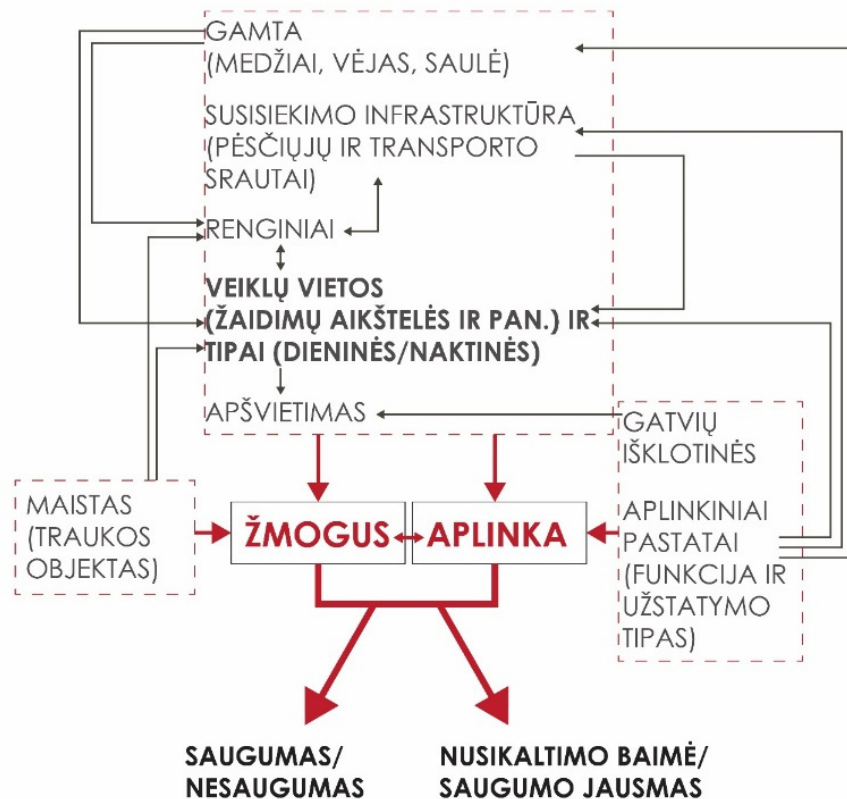 GAMTA
(MEDŽIAI, VĖJAS, SAULĖ)
SUSISIEKIMO INFRASTRUKTŪRA
(PĖSČIŲJŲ IR TRANSPORTO
SRAUTAI)
RENGINIAI
VEIKLŲ VIETOS
(ŽAIDIMŲ AIKŠTELĖS IR PAN.) IR
TIPAI (DIENINĖS/NAKTINĖS)
APŠVIETIMAS
GATVIŲ
IŠKLOTINĖS
MAISTAS
(TRAUKOS
OBJEKTAS)
ŽMOGUS
APLINKA
APLINKINIAI
PASTATAI
(FUNKCIJA IR
UŽSTATYMO
TIPAS)
SAUGUMAS/
NESAUGUMAS
NUSIKALTIMO BAIMĖ/
SAUGUMO JAUSMAS